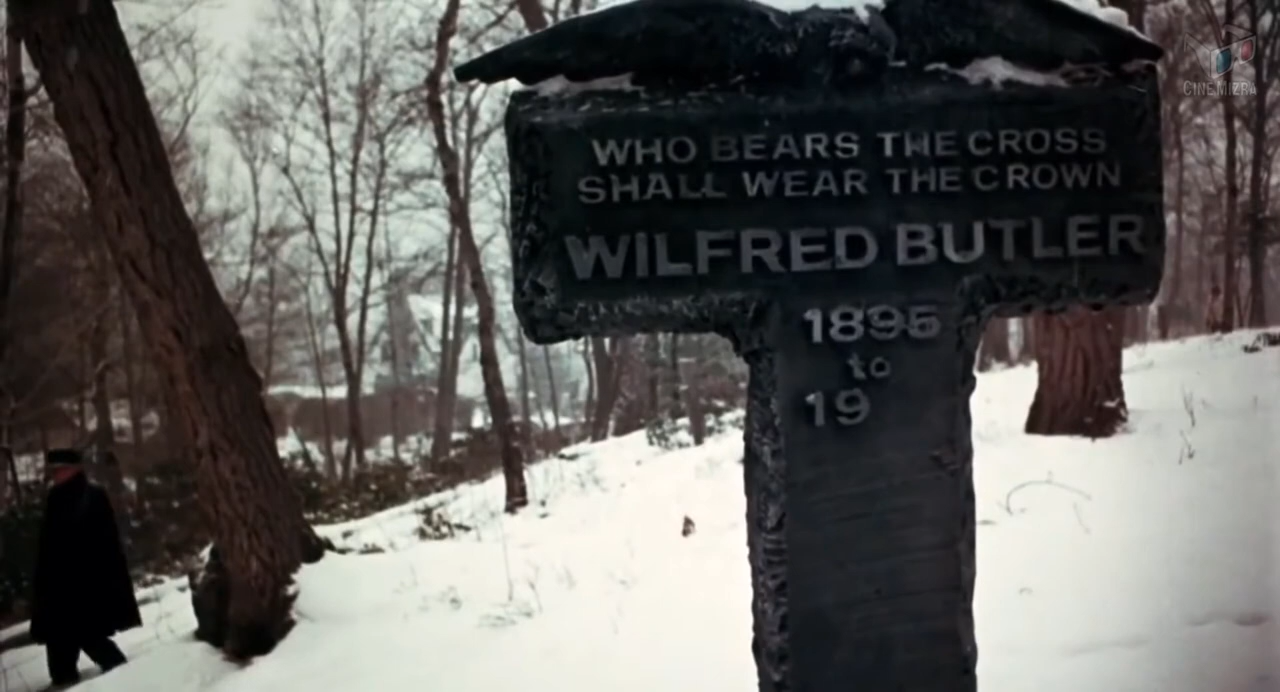 CINEMIZRA
WHO BEARS THE CROSS
SHALL WEAR THE CROWN
WILFRED BUTLER
1895
to
19